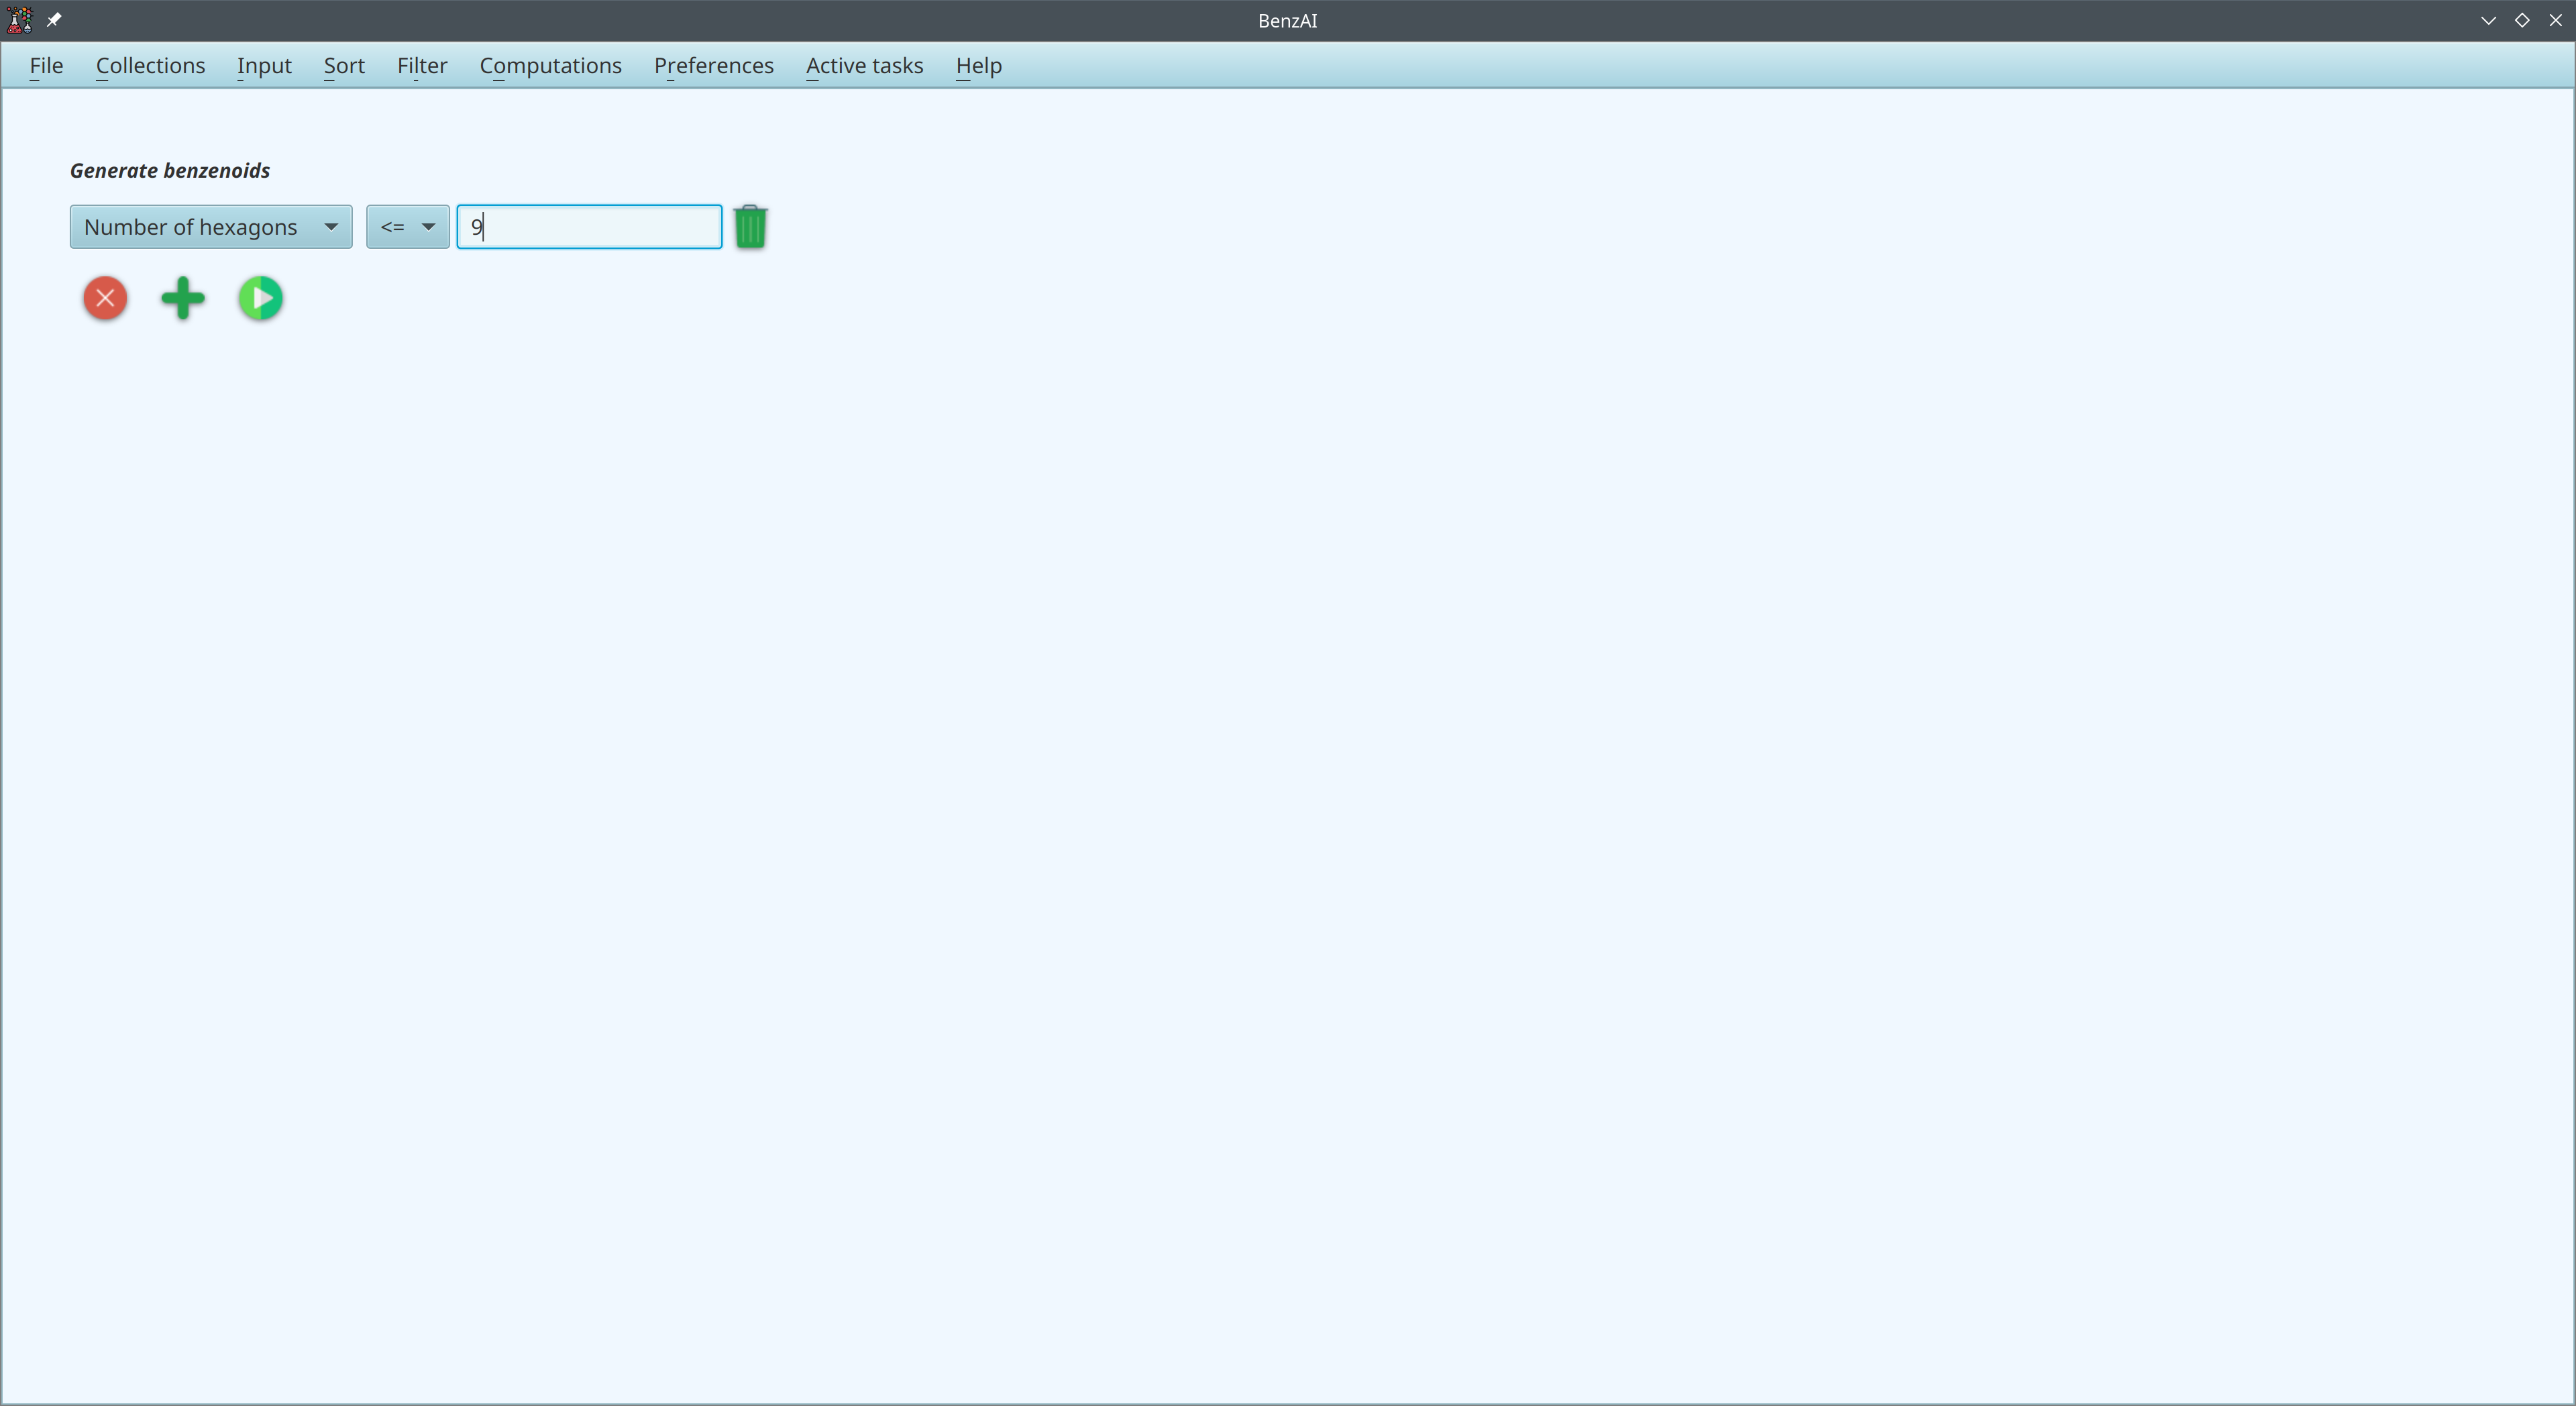 BenzAI
File Collections Input Sort Filter Computations Preferences Active tasks Help
Generate benzenoids
Number of hexagons <= 9